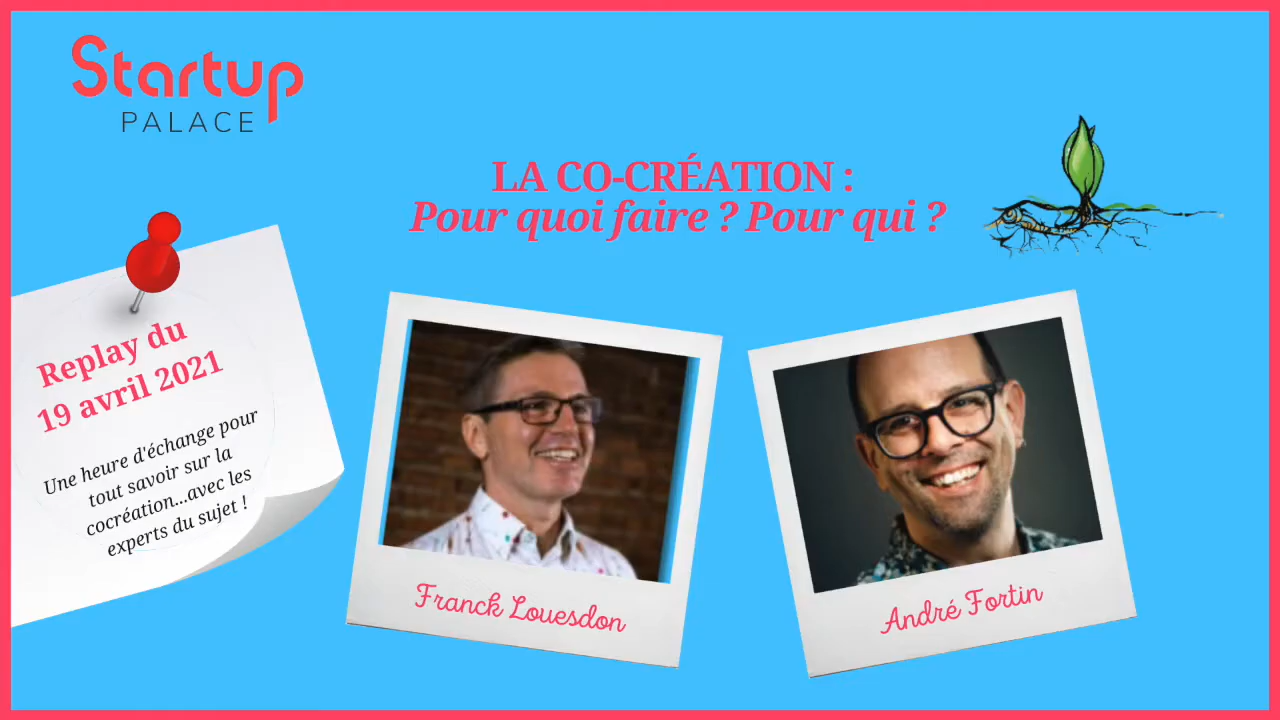 Startup
PALACE
LA CO-CRÉATION :
Pour quoi faire ? Pour qui ?
Replay du
19 avril 2021
Une heure d'échange pour
tout savoir sur la
cocréation...avec les
experts du sujet !
Franck Louesdon
André Fortin